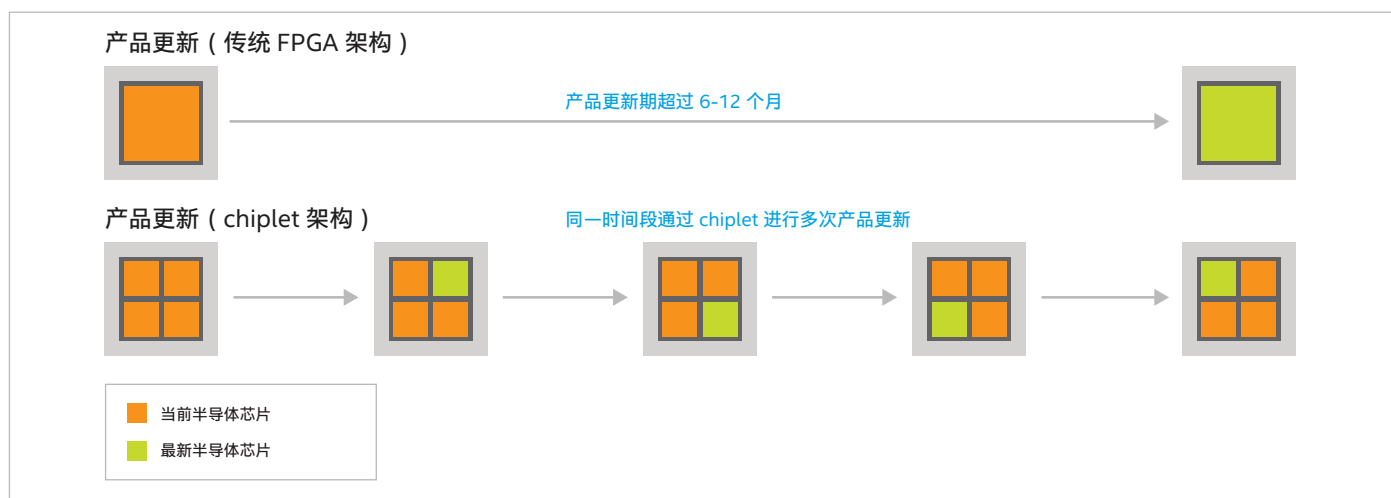 产品更新 ( 传统 FPGA 架构 )
产品更新期超过 6-12 个月
产品更新 ( chiplet 架构 )
同一时间段通过 chiplet 进行多次产品更新
当前半导体芯片
最新半导体芯片